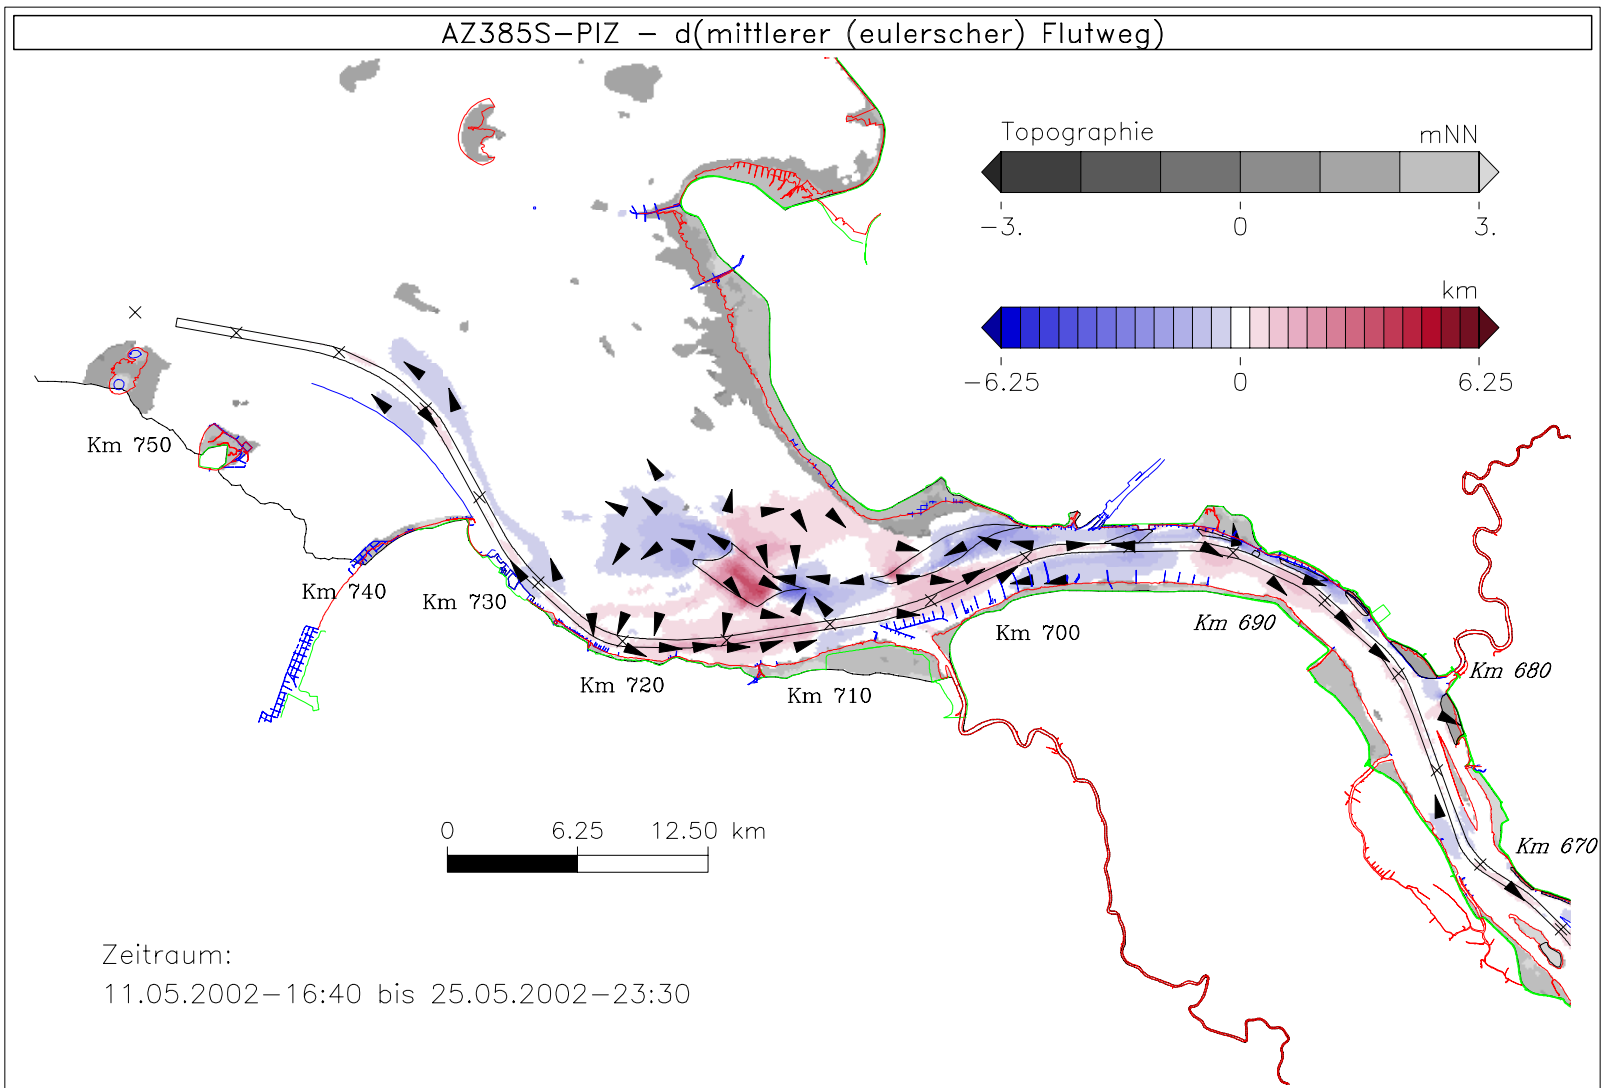 AZ385S-PIZ - d(mittlerer (eulerscher) Flutweg)
Topographie mNN
-3. 0 3.
km
-6.25 0 6.25
Km 750
Km 740
Km 730
Km 720
Km 710
Km 700
Km 690
Km 680
Km 670
0 6.25 12.50 km
Zeitraum:
11.05.2002-16:40 bis 25.05.2002-23:30